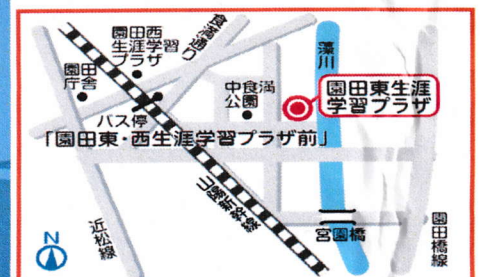 園田西
生涯学習
プラザ
食満通り
園田
庁舎
中食満
公園
藻川
園田東生涯
学習プラザ
バス停
「園田東・西生涯学習プラザ前」
山陽新幹線
近松線
宮園橋
園田橋線
N